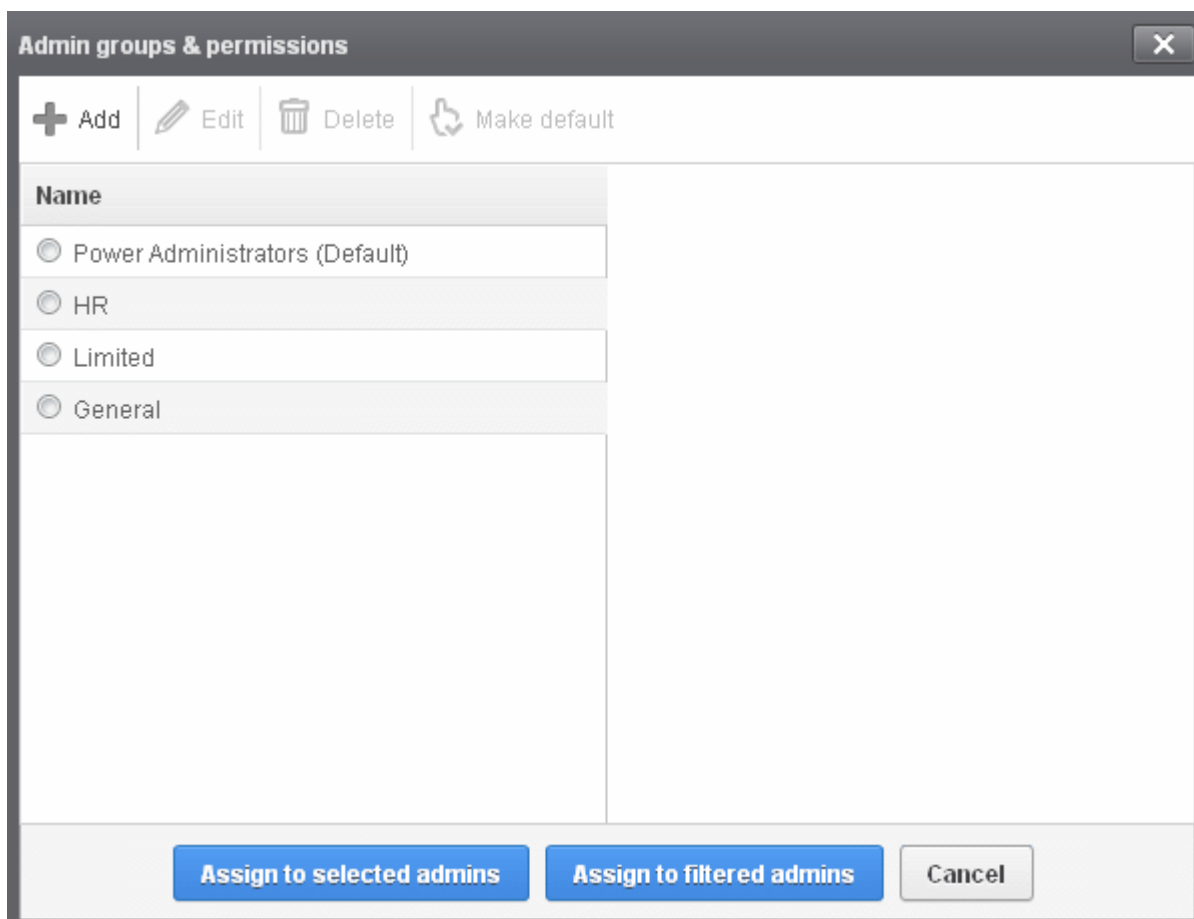 Admin groups & permissions
Add Edit Delete Make default
Name
Power Administrators (Default)
HR
Limited
General
Assign to selected admins Assign to filtered admins Cancel